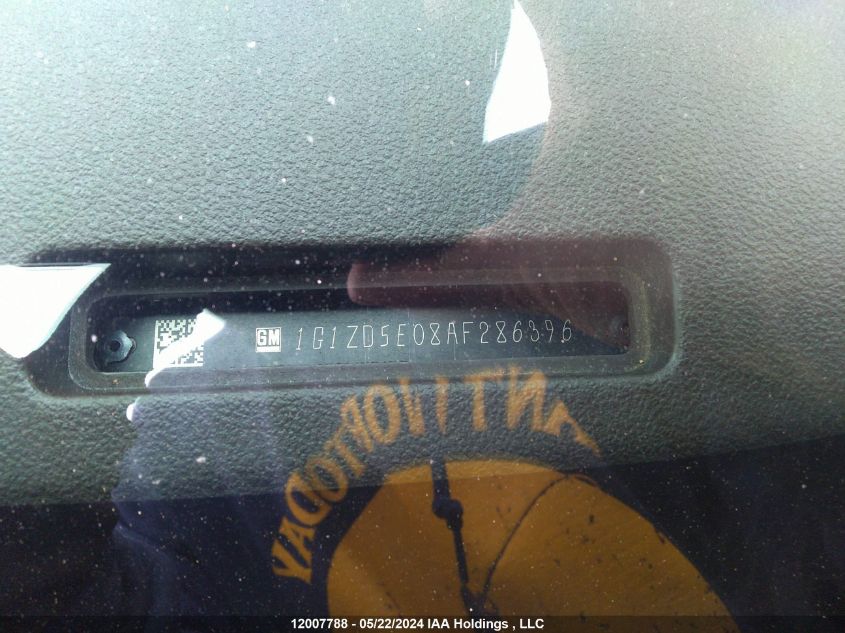 GM 1G1ZD5E08AF286396
12007788 - 05/22/2024 IAA Holdings , LLC